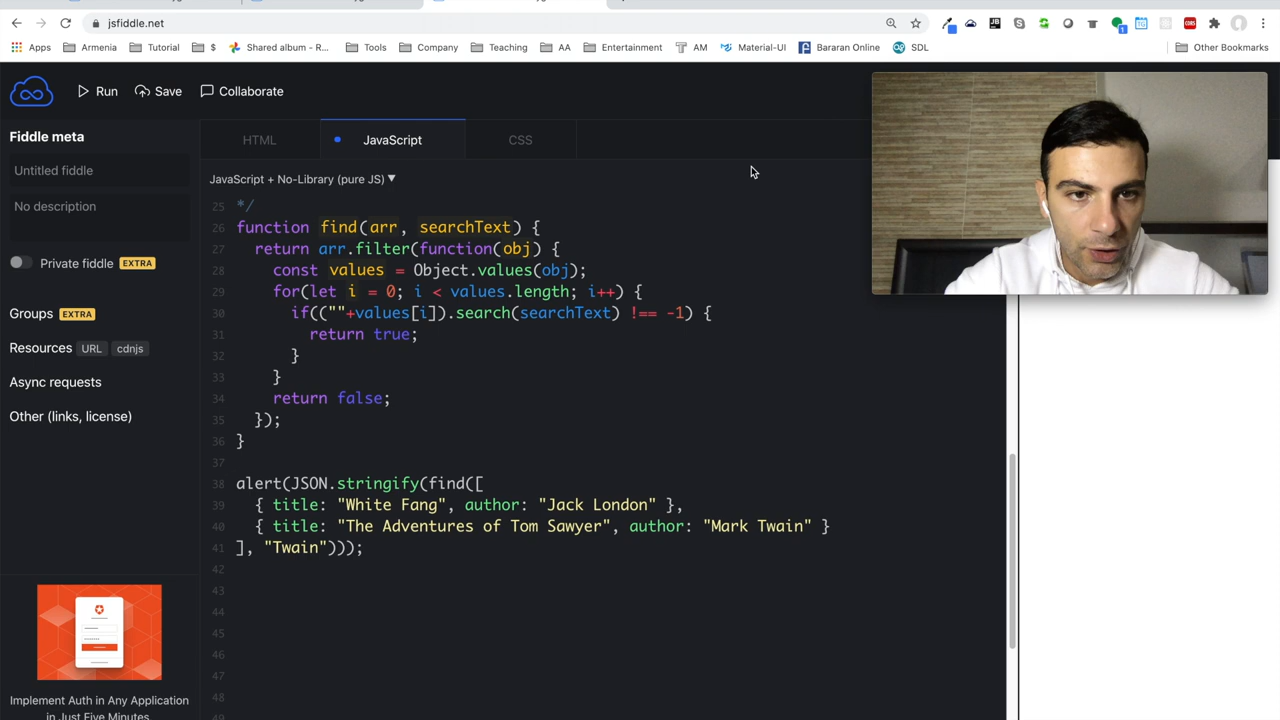 jsfiddle.net
Apps Armenia Tutorial $ Shared album - R... Tools Company Teaching AA Entertainment AM Material-UI Bararan Online SDL Other Bookmarks
Run Save Collaborate
Fiddle meta
Untitled fiddle
No description
Private fiddle EXTRA
Groups EXTRA
Resources URL cdnjs
Async requests
Other (links, license)
Implement Auth in Any Application
in Just Five Minutes
HTML JavaScript CSS
JavaScript + No-Library (pure JS) ▼
25 */
26 function find(arr, searchText) {
27 return arr.filter(function(obj) {
28 const values = Object.values(obj);
29 for(let i = 0; i < values.length; i++) {
30 if((""+values[i]).search(searchText) !== -1) {
31 return true;
32 }
33 }
34 return false;
35 });
36 }
37
38 alert(JSON.stringify(find([
39 { title: "White Fang", author: "Jack London" },
40 { title: "The Adventures of Tom Sawyer", author: "Mark Twain" }
41 ], "Twain")));
42
43
44
45
46
47
48